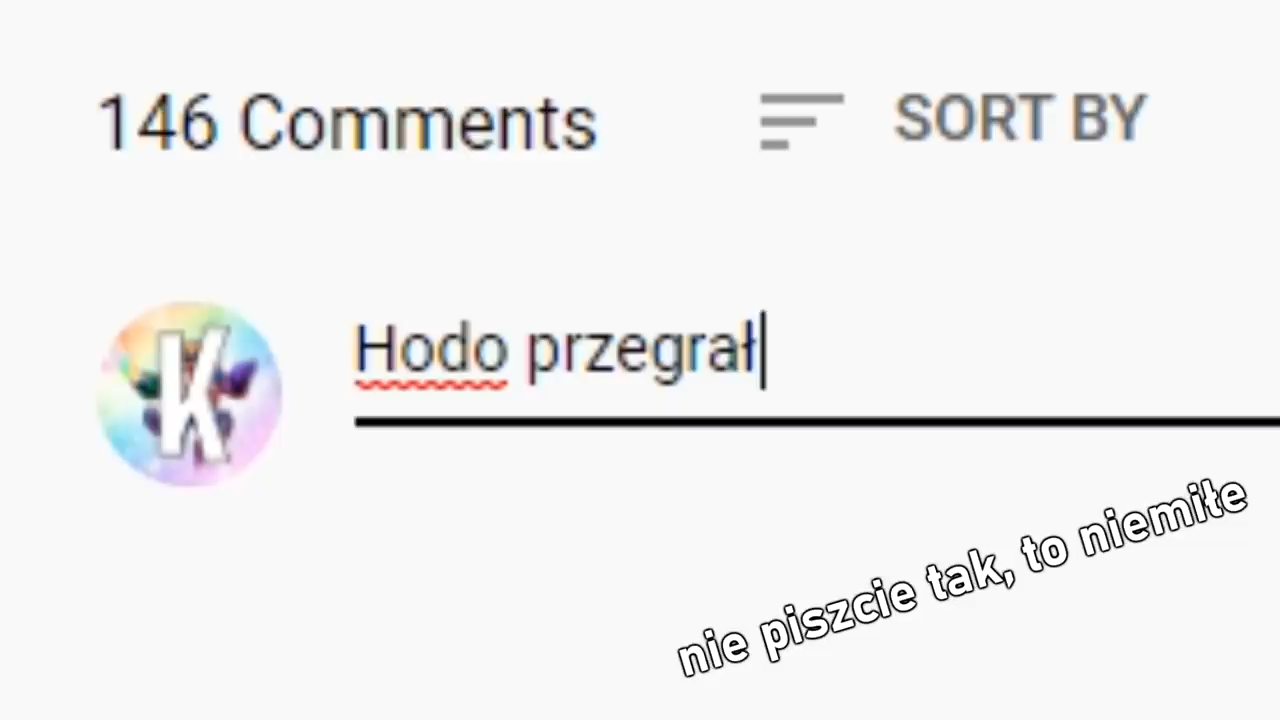 146 Comments
SORT BY
K
Hodo przegrał
nie piszcie tak, to niemiłe